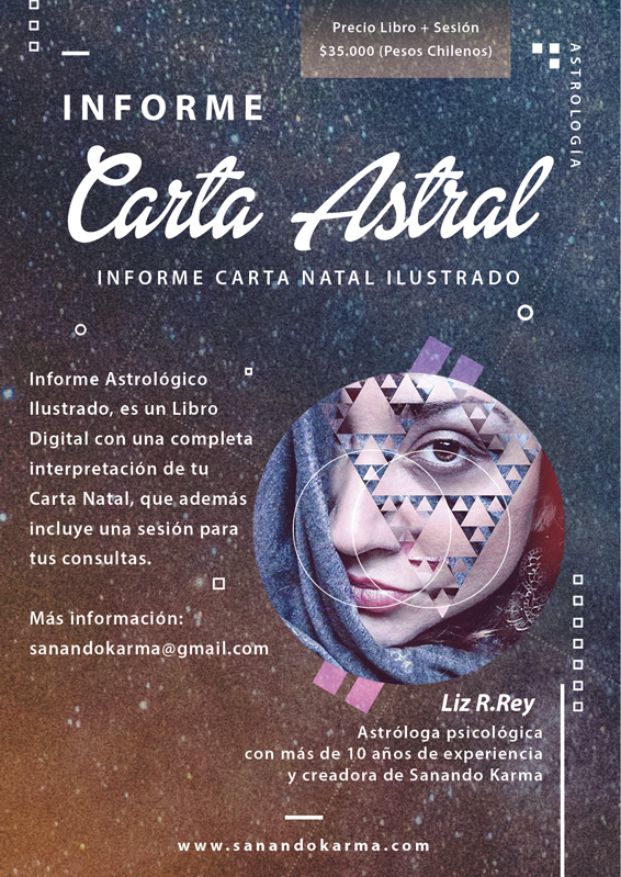 Precio Libro + Sesión
$35.000 (Pesos Chilenos)
ASTROLOGÍA
INFORME
Carta Astral
INFORME CARTA NATAL ILUSTRADO
Informe Astrológico
Ilustrado, es un Libro
Digital con una completa
interpretación de tu
Carta Natal, que además
incluye una sesión para
tus consultas.
Más información:
sanandokarma@gmail.com
Liz R.Rey
Astróloga psicológica
con más de 10 años de experiencia
y creadora de Sanando Karma
www.sanandokarma.com